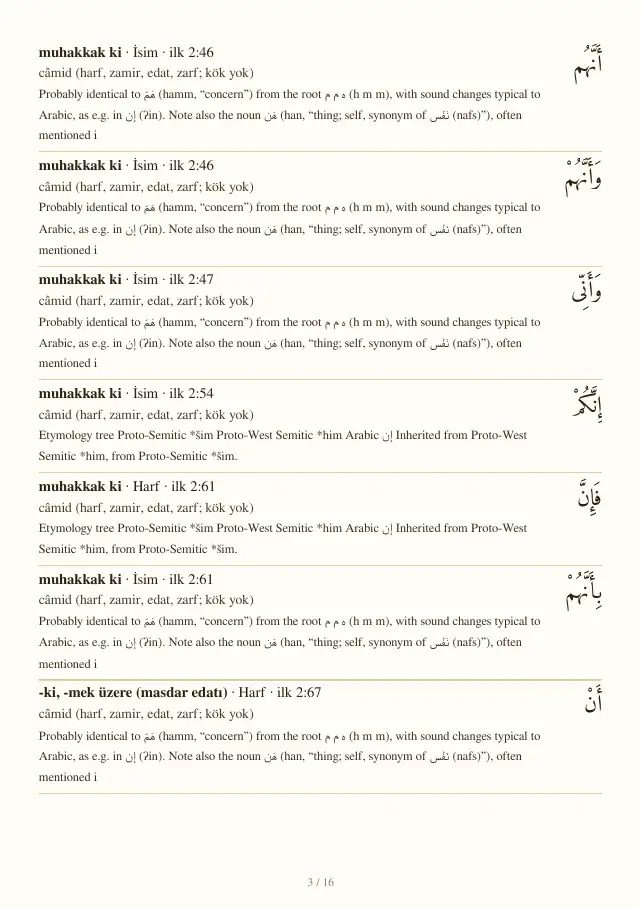 muhakkak ki · İsim · ilk 2:46 أَنَّهُم
câmid (harf, zamir, edat, zarf; kök yok)
Probably identical to هَمّ (hamm, “concern”) from the root ه م م (h m m), with sound changes typical to
Arabic, as e.g. in إن (ʔin). Note also the noun هَن (han, “thing; self, synonym of نَفْس (nafs)”), often
mentioned i
muhakkak ki · İsim · ilk 2:46 وَأَنَّهُمْ
câmid (harf, zamir, edat, zarf; kök yok)
Probably identical to هَمّ (hamm, “concern”) from the root ه م م (h m m), with sound changes typical to
Arabic, as e.g. in إن (ʔin). Note also the noun هَن (han, “thing; self, synonym of نَفْس (nafs)”), often
mentioned i
muhakkak ki · İsim · ilk 2:47 وَأَنِّى
câmid (harf, zamir, edat, zarf; kök yok)
Probably identical to هَمّ (hamm, “concern”) from the root ه م م (h m m), with sound changes typical to
Arabic, as e.g. in إن (ʔin). Note also the noun هَن (han, “thing; self, synonym of نَفْس (nafs)”), often
mentioned i
muhakkak ki · İsim · ilk 2:54 إِنَّكُمْ
câmid (harf, zamir, edat, zarf; kök yok)
Etymology tree Proto-Semitic *šim Proto-West Semitic *him Arabic إن Inherited from Proto-West
Semitic *him, from Proto-Semitic *šim.
muhakkak ki · Harf · ilk 2:61 فَإِنَّ
câmid (harf, zamir, edat, zarf; kök yok)
Etymology tree Proto-Semitic *šim Proto-West Semitic *him Arabic إن Inherited from Proto-West
Semitic *him, from Proto-Semitic *šim.
muhakkak ki · İsim · ilk 2:61 بِأَنَّهُمْ
câmid (harf, zamir, edat, zarf; kök yok)
Probably identical to هَمّ (hamm, “concern”) from the root ه م م (h m m), with sound changes typical to
Arabic, as e.g. in إن (ʔin). Note also the noun هَن (han, “thing; self, synonym of نَفْس (nafs)”), often
mentioned i
-ki, -mek üzere (masdar edatı) · Harf · ilk 2:67 أَنْ
câmid (harf, zamir, edat, zarf; kök yok)
Probably identical to هَمّ (hamm, “concern”) from the root ه م م (h m m), with sound changes typical to
Arabic, as e.g. in إن (ʔin). Note also the noun هَن (han, “thing; self, synonym of نَفْس (nafs)”), often
mentioned i
3 / 16